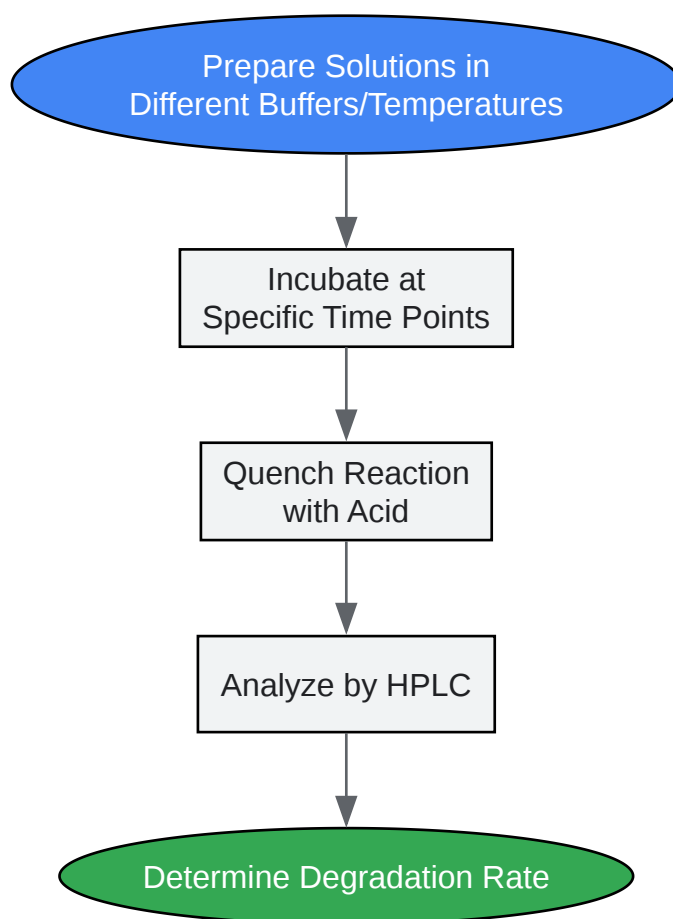 Prepare Solutions in
Different Buffers/Temperatures
Incubate at
Specific Time Points
Quench Reaction
with Acid
Analyze by HPLC
Determine Degradation Rate